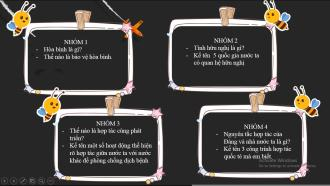 NHÓM 1
- Hòa bình là gì?
- Thế nào là bảo vệ hòa bình.
NHÓM 2
- Tình hữu nghị là gì?
- Kể tên 5 quốc gia nước ta
có quan hệ hữu nghị
NHÓM 3
- Thế nào là hợp tác cùng phát
triển?
- Kể tên một số hoạt động thể hiện
rõ hợp tác giữa nước ta với nước
khác để phòng chống dịch bệnh
NHÓM 4
- Nguyên tắc hợp tác của
Đảng và nhà nước ta là gì?
- Kể tên 3 công trình hợp tác
quốc tế mà em biết.
Activate Windows